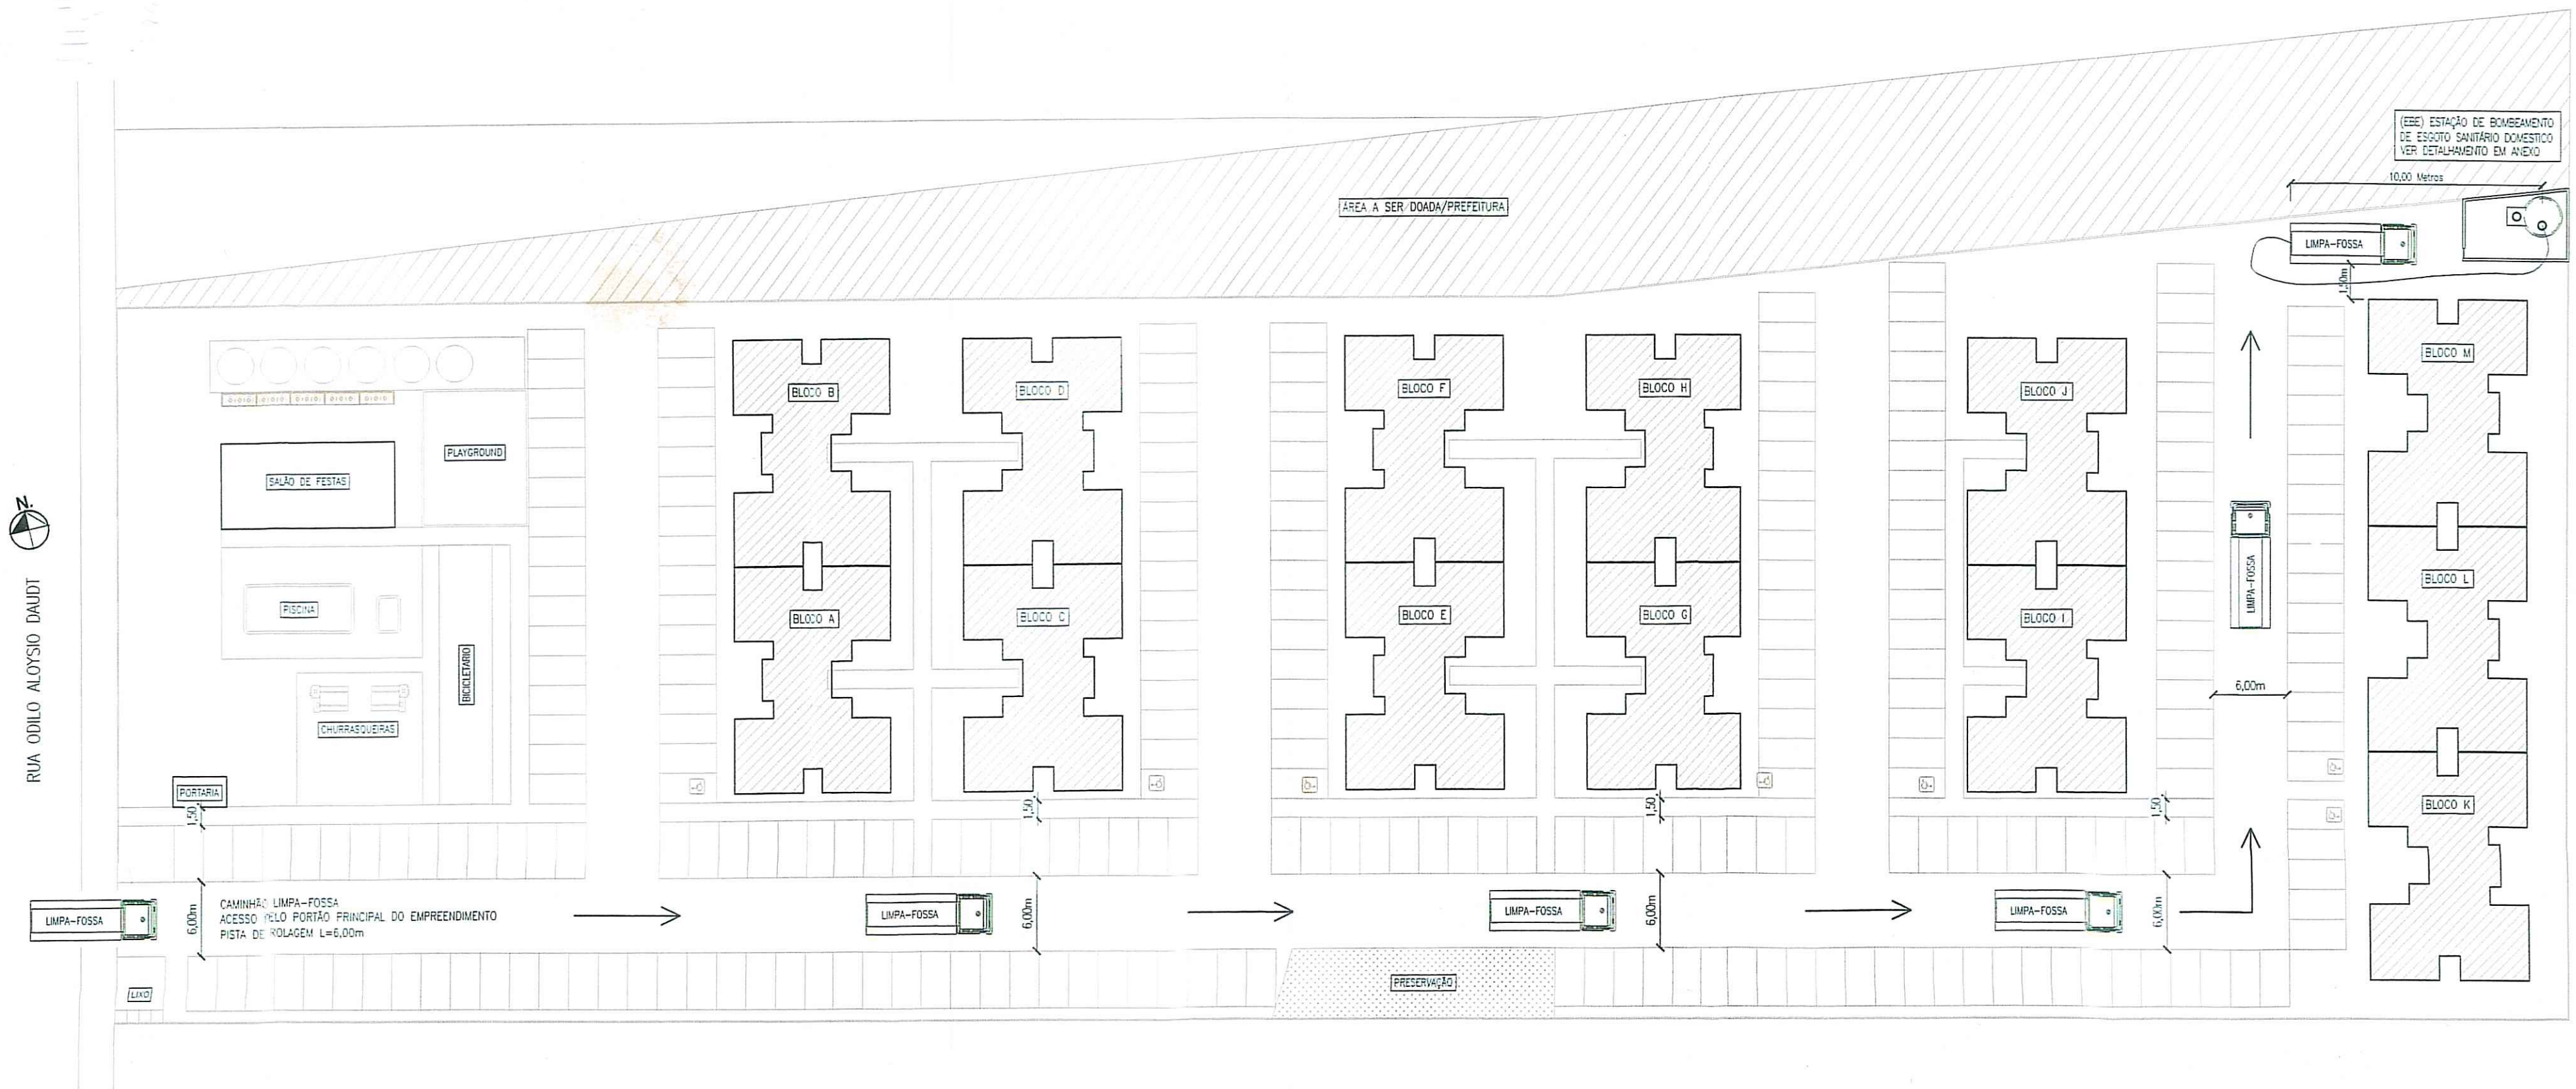 (EBE) ESTAÇÃO DE BOMBEAMENTO
DE ESGOTO SANITÁRIO DOMESTICO
VER DETALHAMENTO EM ANEXO
10,00 Metros
ÁREA A SER DOADA/PREFEITURA
LIMPA-FOSSA
1,50m
BLOCO B
BLOCO D
BLOCO F
BLOCO H
BLOCO J
BLOCO M
PLAYGROUND
SALÃO DE FESTAS
N.
RUA ODILO ALOYSIO DAUDT
PISCINA
BICICLETARIO
CHURRASQUEIRAS
PORTARIA
BLOCO A
BLOCO C
BLOCO E
BLOCO G
BLOCO I
LIMPA-FOSSA
BLOCO L
6,00m
BLOCO K
1,50
1,50
1,50
1,50
LIMPA-FOSSA
6,00m
CAMINHÃO LIMPA-FOSSA
ACESSO PELO PORTÃO PRINCIPAL DO EMPREENDIMENTO
PISTA DE ROLAGEM L=6,00m
LIMPA-FOSSA
6,00m
LIMPA-FOSSA
6,00m
LIMPA-FOSSA
6,00m
LIXO
PRESERVAÇÃO